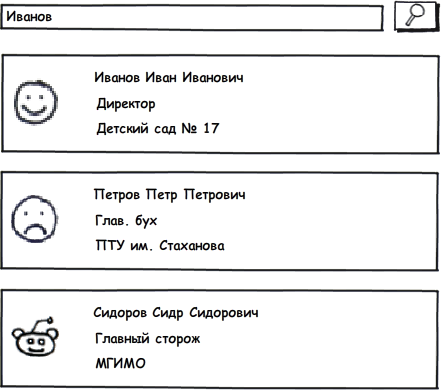 Иванов
Иванов Иван Иванович
Директор
Детский сад № 17
Петров Петр Петрович
Глав. бух
ПТУ им. Стаханова
Сидоров Сидр Сидорович
Главный сторож
МГИМО